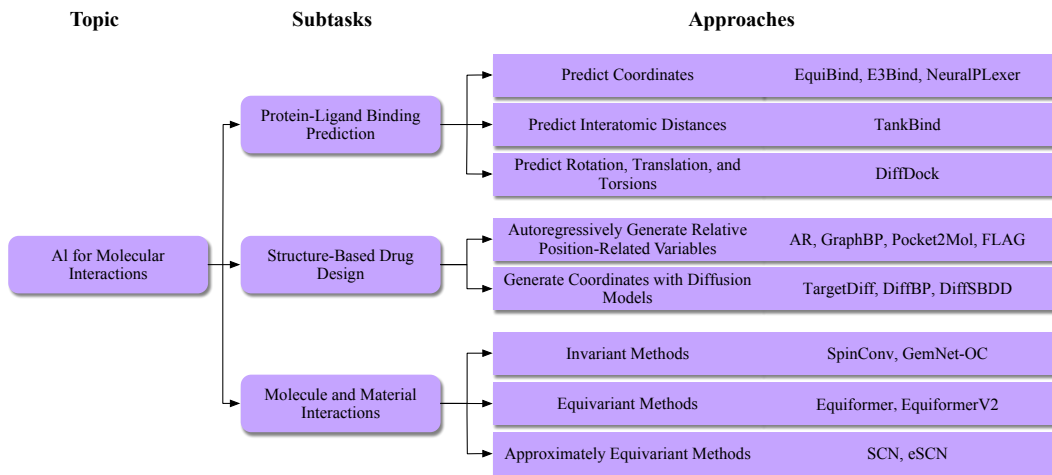 Topic
Subtasks
Approaches
AI for Molecular
Interactions
Protein-Ligand Binding
Prediction
Predict Coordinates
EquiBind, E3Bind, NeuralPLexer
Predict Interatomic Distances
TankBind
Predict Rotation, Translation, and
Torsions
DiffDock
Structure-Based Drug
Design
Autoregressively Generate Relative
Position-Related Variables
AR, GraphBP, Pocket2Mol, FLAG
Generate Coordinates with Diffusion
Models
TargetDiff, DiffBP, DiffSBDD
Molecule and Material
Interactions
Invariant Methods
SpinConv, GemNet-OC
Equivariant Methods
Equiformer, EquiformerV2
Approximately Equivariant Methods
SCN, eSCN